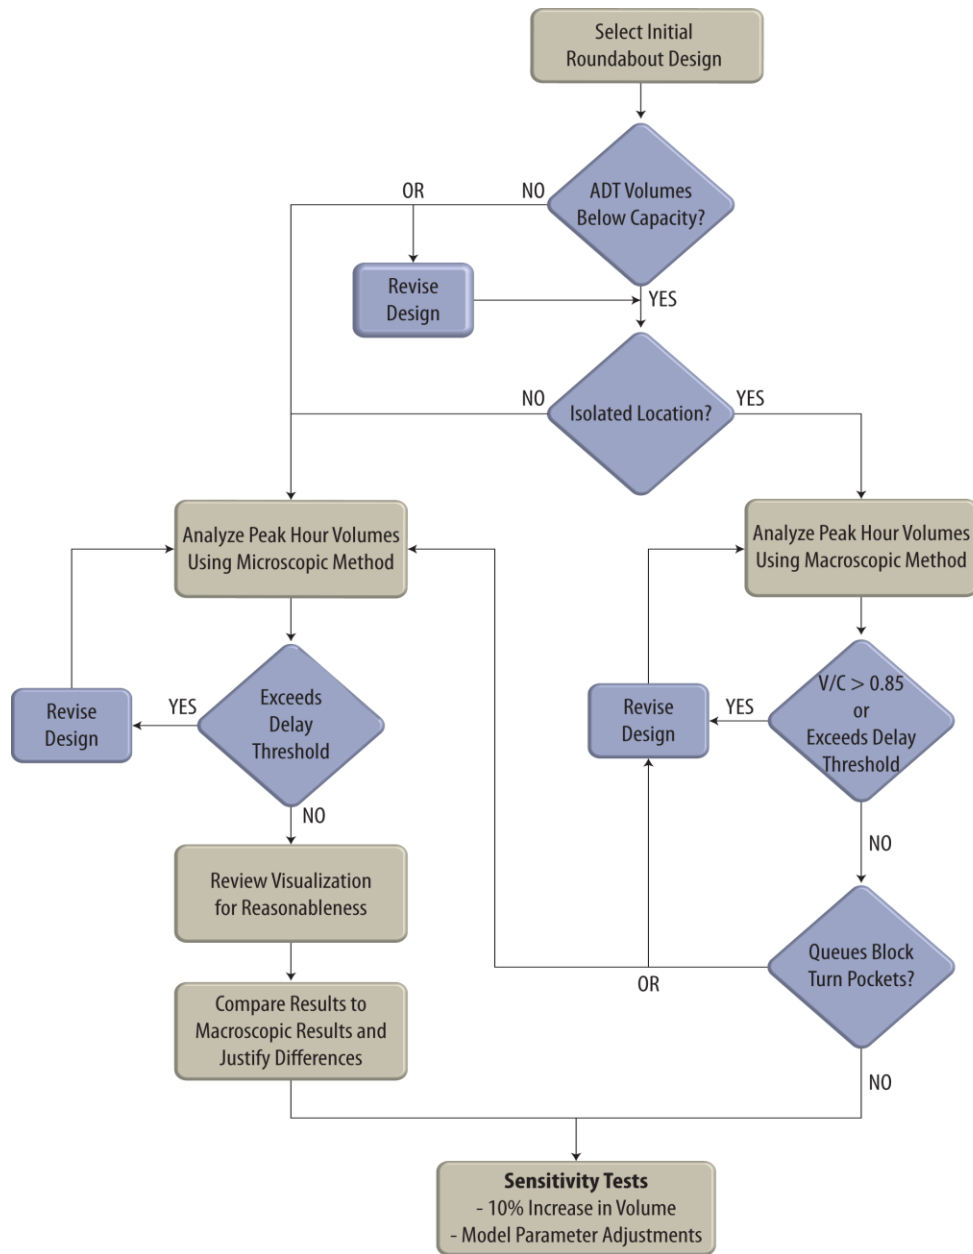 Select Initial
Roundabout Design
ADT Volumes
Below Capacity?
NO
OR
YES
Revise
Design
Isolated Location?
NO
YES
Analyze Peak Hour Volumes
Using Microscopic Method
Analyze Peak Hour Volumes
Using Macroscopic Method
Exceeds
Delay
Threshold
YES
Revise
Design
NO
V/C > 0.85
or
Exceeds Delay
Threshold
YES
Revise
Design
NO
Review Visualization
for Reasonableness
Queues Block
Turn Pockets?
OR
NO
Compare Results to
Macroscopic Results and
Justify Differences
Sensitivity Tests
- 10% Increase in Volume
- Model Parameter Adjustments